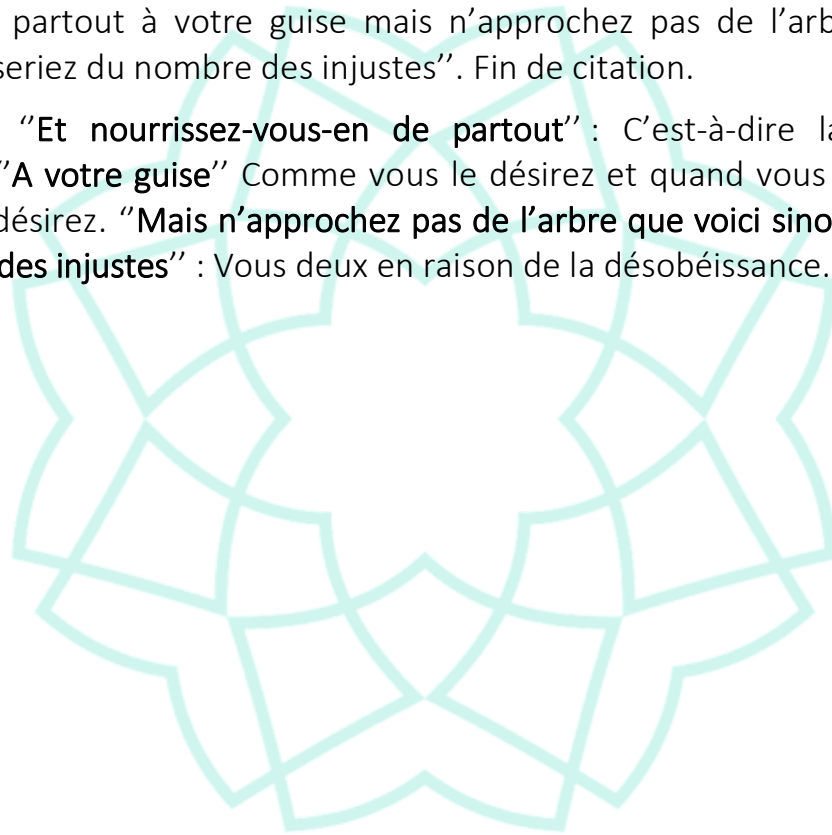 partout à votre guise mais n’approchez pas de l’arb
seriez du nombre des injustes’’. Fin de citation.
‘’Et nourrissez-vous-en de partout’’ : C’est-à-dire la
‘’A votre guise’’ Comme vous le désirez et quand vous
désirez. ‘’Mais n’approchez pas de l’arbre que voici sino
des injustes’’ : Vous deux en raison de la désobéissance.